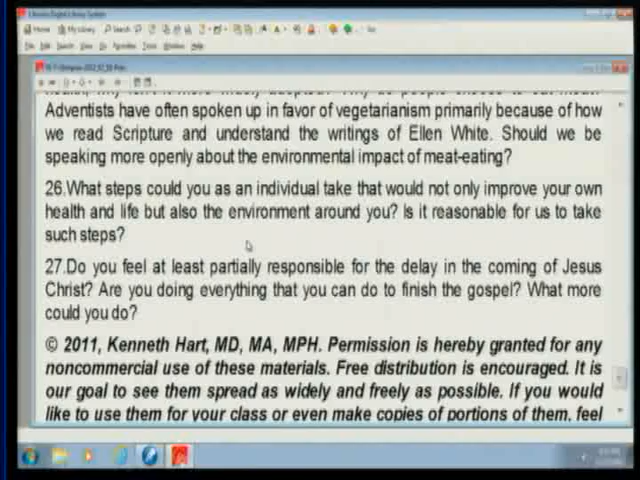 Home
My Library
Search
Adventists have often spoken up in favor of vegetarianism primarily because of how
we read Scripture and understand the writings of Ellen White. Should we be
speaking more openly about the environmental impact of meat-eating?
26.What steps could you as an individual take that would not only improve your own
health and life but also the environment around you? Is it reasonable for us to take
such steps?
27.Do you feel at least partially responsible for the delay in the coming of Jesus
Christ? Are you doing everything that you can do to finish the gospel? What more
could you do?
© 2011, Kenneth Hart, MD, MA, MPH. Permission is hereby granted for any
noncommercial use of these materials. Free distribution is encouraged. It is
our goal to see them spread as widely and freely as possible. If you would
like to use them for your class or even make copies of portions of them, feel